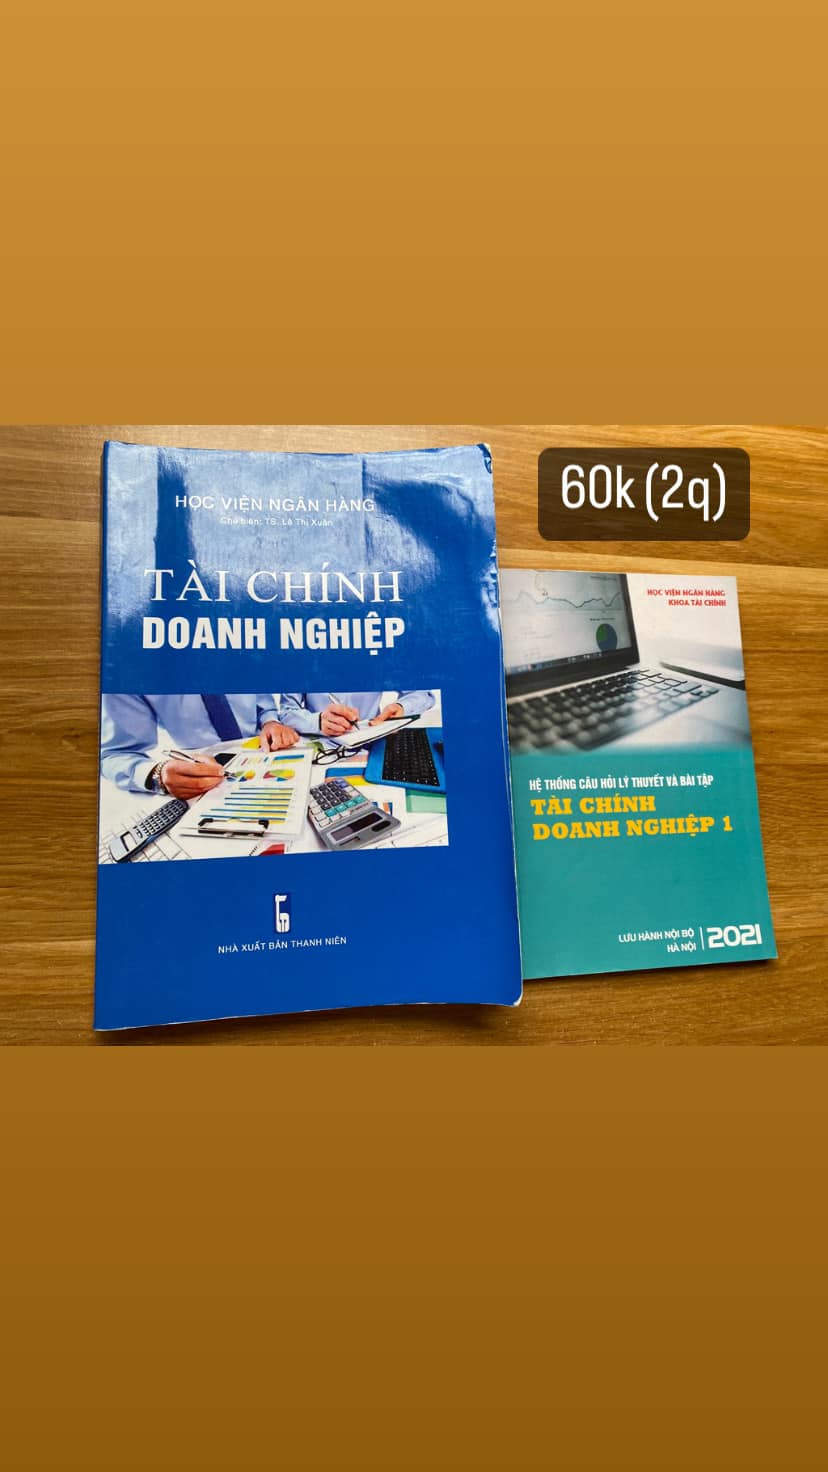 60k (2q)
HỌC VIỆN NGÂN HÀNG
Chủ biên: TS. Lê Thị Xuân
TÀI CHÍNH
DOANH NGHIỆP
NHÀ XUẤT BẢN THANH NIÊN
HỌC VIỆN NGÂN HÀNG
KHOA TÀI CHÍNH
HỆ THỐNG CÂU HỎI LÝ THUYẾT VÀ BÀI TẬP
TÀI CHÍNH
DOANH NGHIỆP 1
LƯU HÀNH NỘI BỘ
HÀ NỘI
2021